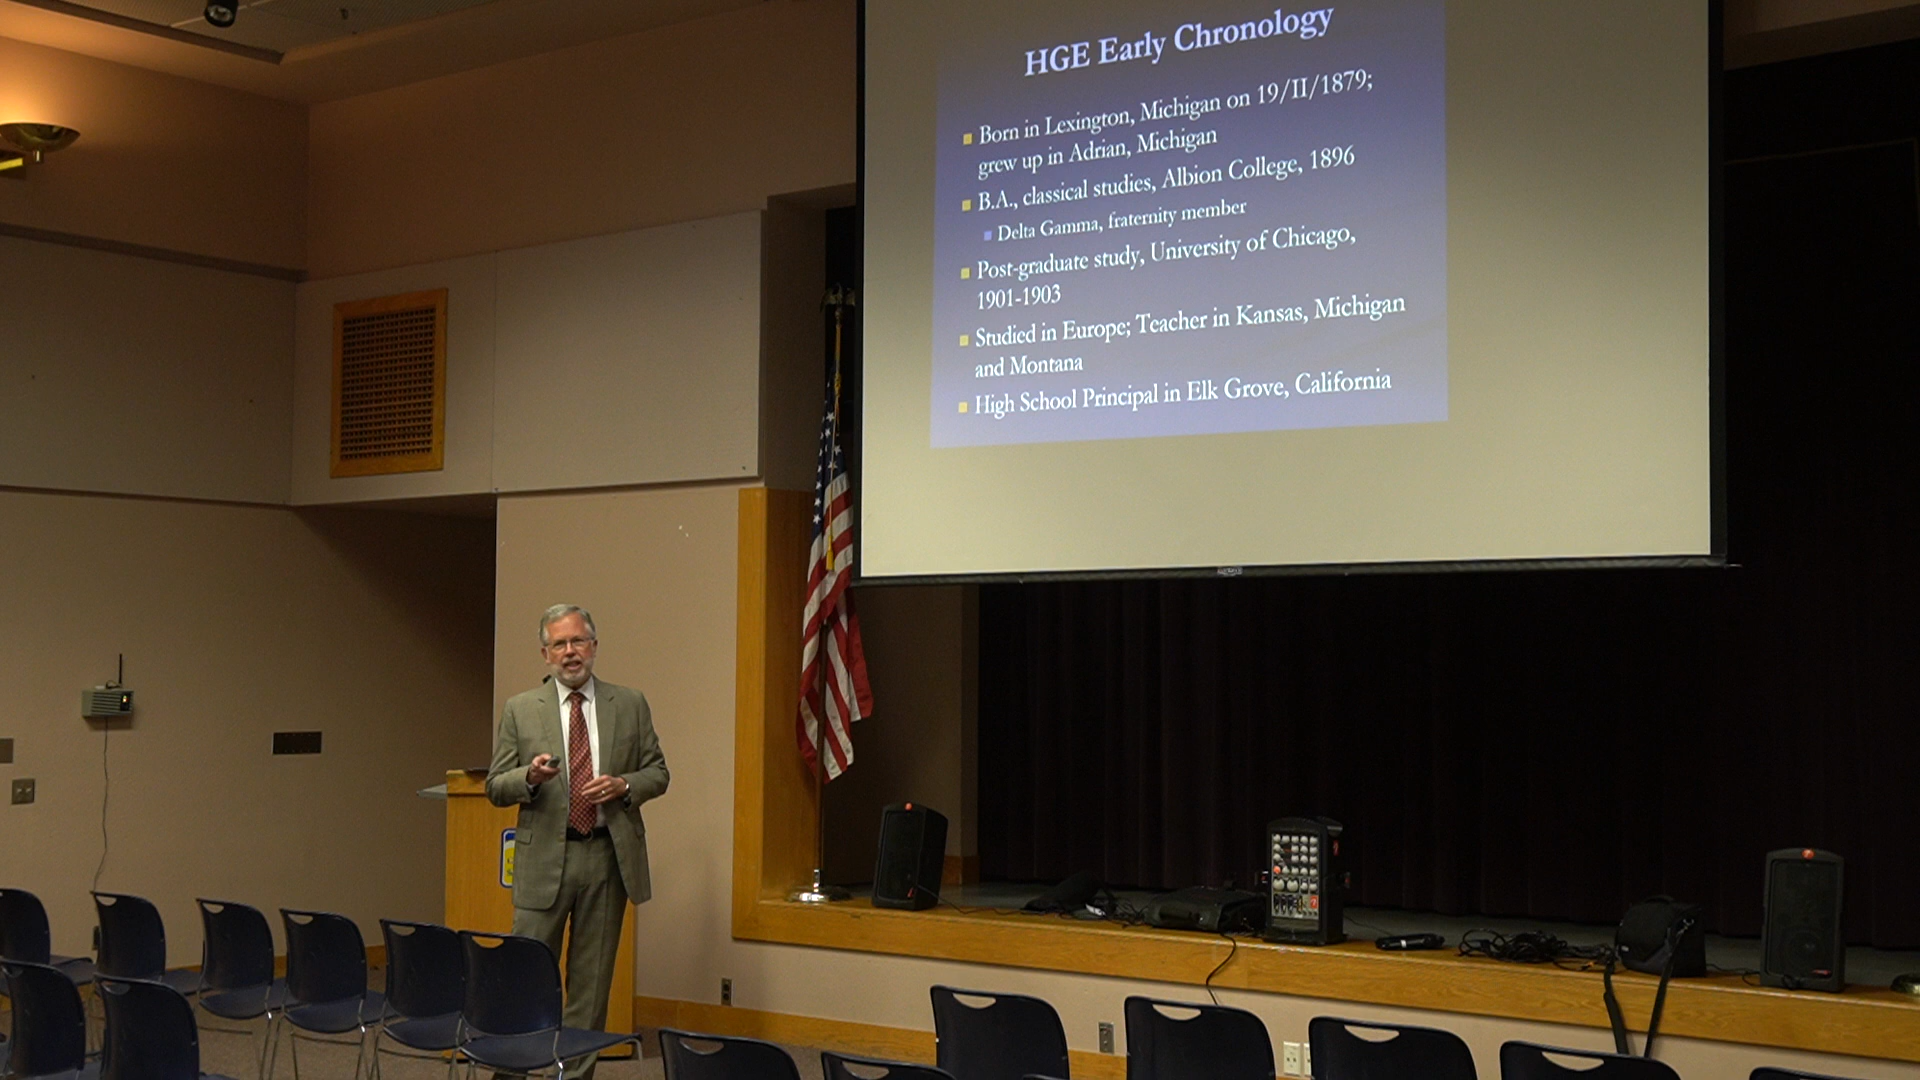 HGE Early Chronology
Born in Lexington, Michigan on 19/II/1879;
grew up in Adrian, Michigan
B.A., classical studies, Albion College, 1896
Delta Gamma, fraternity member
Post-graduate study, University of Chicago,
1901-1903
Studied in Europe; Teacher in Kansas, Michigan
and Montana
High School Principal in Elk Grove, California